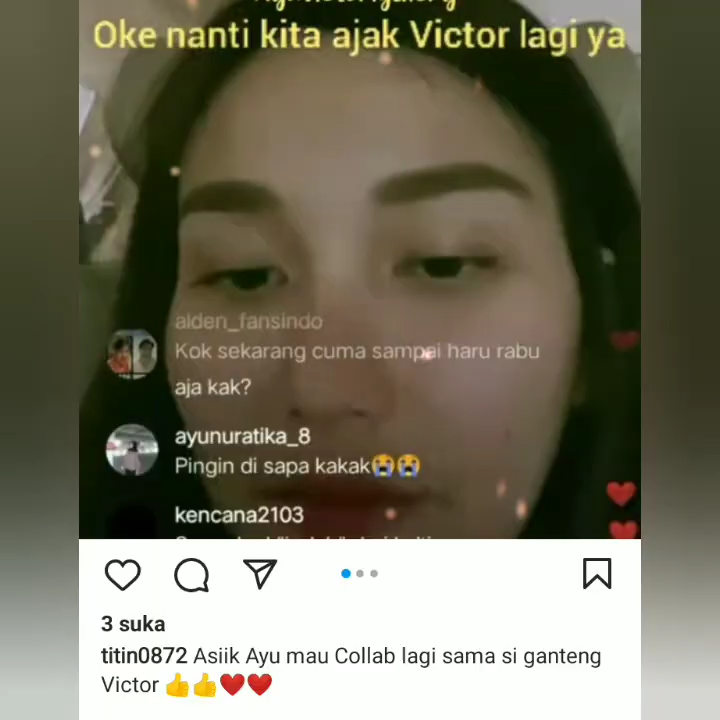 Oke nanti kita ajak Victor lagi ya
alden_fansindo
Kok sekarang cuma sampai haru rabu
aja kak?
ayunuratika_8
Pingin di sapa kakak😭😭
kencana2103
3 suka
titin0872 Asiik Ayu mau Collab lagi sama si ganteng
Victor 👍👍❤️❤️